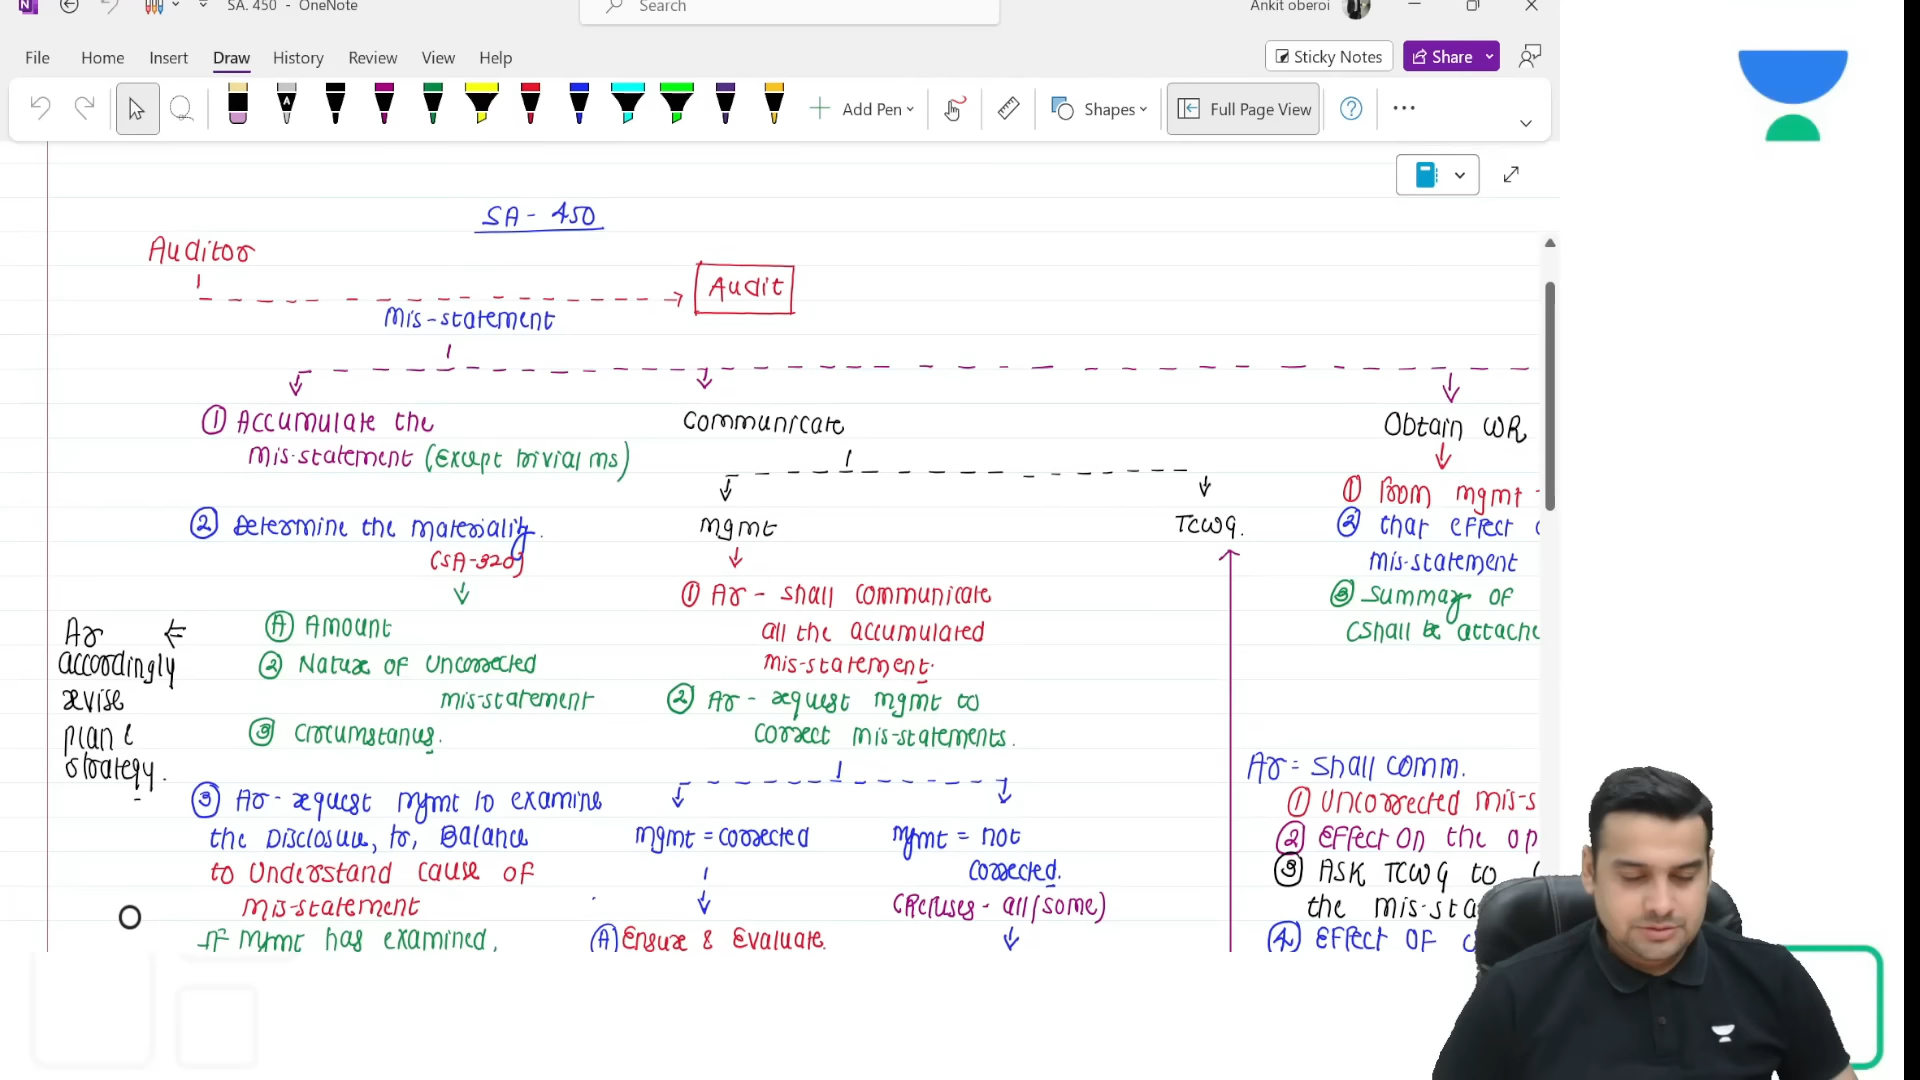 SA. 450 - OneNote
Search
Ankit oberoi
File Home Insert Draw History Review View Help
Sticky Notes
Share
Add Pen
Shapes
Full Page View
SA - 450
Auditor
Audit
Mis-statement
① Accumulate the
mis-statement (Except trivial ms)
② Determine the materiality.
(SA-320)
Ⓐ Amount
② Nature of Uncorrected
mis-statement
③ Circumstances.
Ar
accordingly
revise
plan &
strategy.
③ Ar - request mgmt to examine
the Disclosure, tr, Balance
to Understand cause of
Mis-statement
If Mgmt has examined,
Communicate
Mgmt
① Ar - shall communicate
all the accumulated
mis-statement.
② Ar - request mgmt to
correct mis-statements.
Mgmt = corrected
Ⓐ Ensure & Evaluate.
Mgmt = not
corrected.
(Refuses - all/some)
TCWG.
Obtain WR
① From mgmt -
② that effect
mis-statement
③ Summary of
(shall be attache
Ar = shall comm.
① Uncorrected mis-s
② Effect on the op
③ ASK TCWG to
the mis-sta
④ Effect of